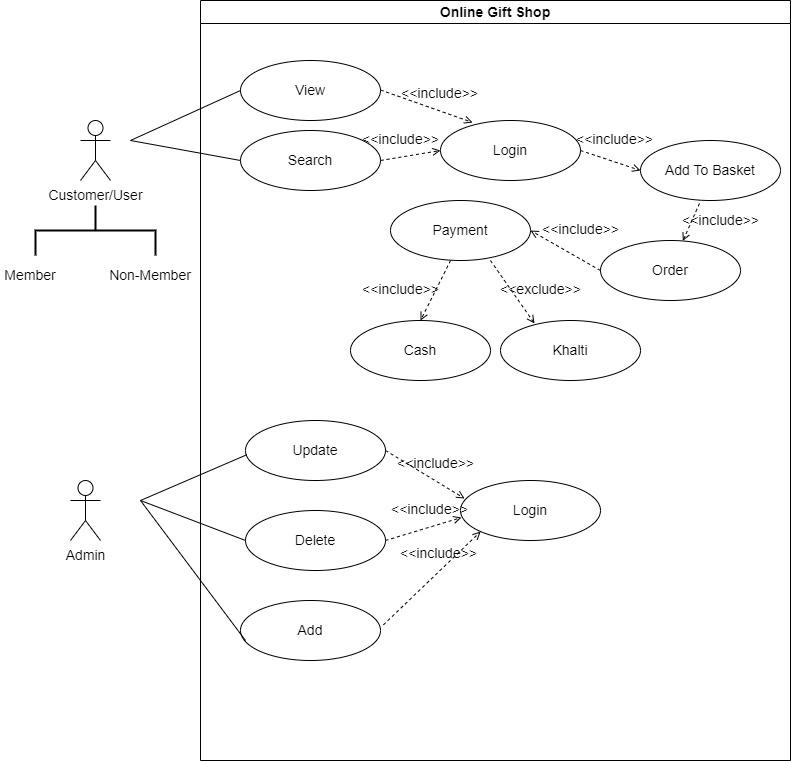 Online Gift Shop
View
<<include>>
Search
<<include>>
Login
<<include>>
Add To Basket
Customer/User
<<include>>
Payment
<<include>>
Order
Member
Non-Member
<<include>>
<<exclude>>
Cash
Khalti
Update
<<include>>
Admin
<<include>>
Login
Delete
<<include>>
Add